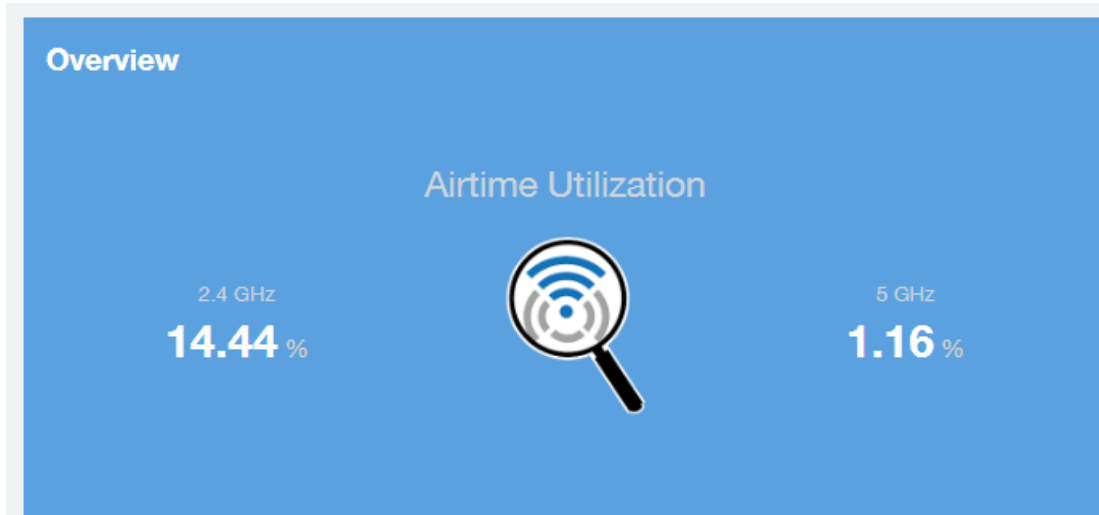 Overview
Airtime Utilization
2.4 GHz
14.44 %
5 GHz
1.16 %